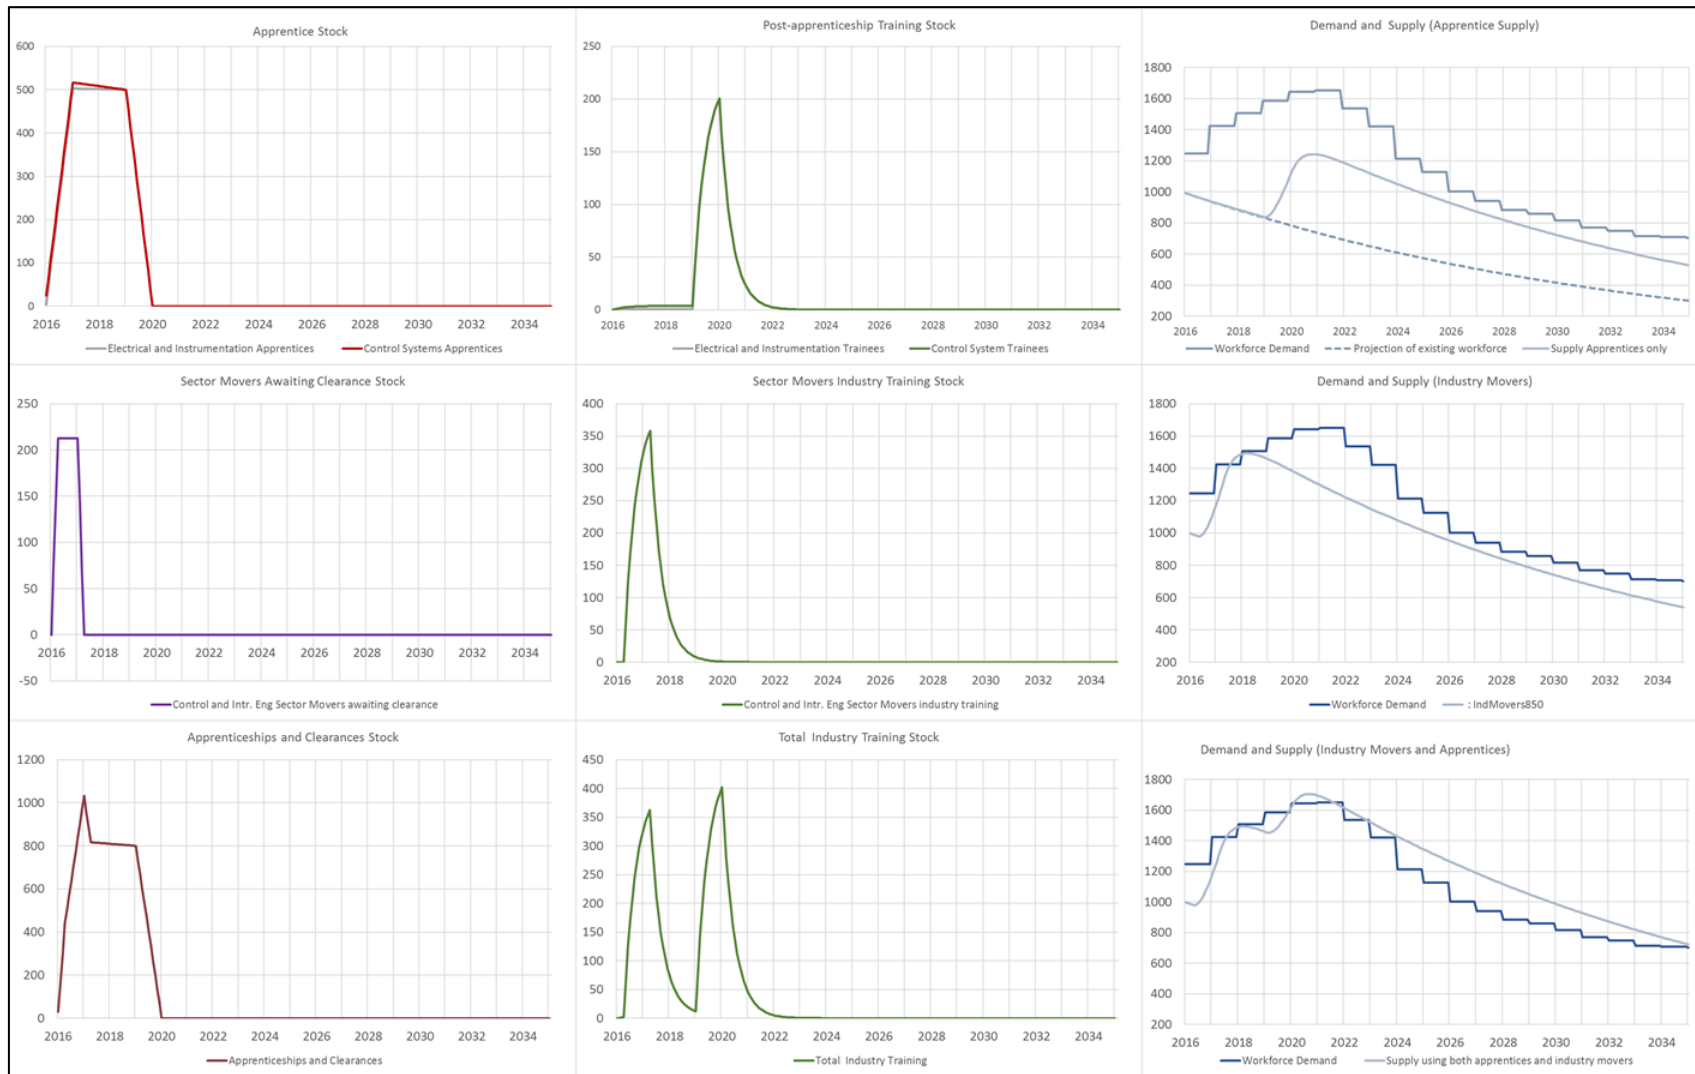 Apprentice Stock
600
500
400
300
200
100
0
2016 2018 2020 2022 2024 2026 2028 2030 2032 2034
Electrical and Instrumentation Apprentices Control Systems Apprentices
Post-apprenticeship Training Stock
250
200
150
100
50
0
2016 2018 2020 2022 2024 2026 2028 2030 2032 2034
Electrical and Instrumentation Trainees Control System Trainees
Demand and Supply (Apprentice Supply)
1800
1600
1400
1200
1000
800
600
400
200
2016 2018 2020 2022 2024 2026 2028 2030 2032 2034
Workforce Demand Projection of existing workforce Supply Apprentices only
Sector Movers Awaiting Clearance Stock
250
200
150
100
50
0
-50
2016 2018 2020 2022 2024 2026 2028 2030 2032 2034
Control and Intr. Eng Sector Movers awaiting clearance
Sector Movers Industry Training Stock
400
350
300
250
200
150
100
50
0
2016 2018 2020 2022 2024 2026 2028 2030 2032 2034
Control and Intr. Eng Sector Movers industry training
Demand and Supply (Industry Movers)
1800
1600
1400
1200
1000
800
600
400
200
2016 2018 2020 2022 2024 2026 2028 2030 2032 2034
Workforce Demand : IndMovers850
Apprenticeships and Clearances Stock
1200
1000
800
600
400
200
0
2016 2018 2020 2022 2024 2026 2028 2030 2032 2034
Apprenticeships and Clearances
Total Industry Training Stock
450
400
350
300
250
200
150
100
50
0
2016 2018 2020 2022 2024 2026 2028 2030 2032 2034
Total Industry Training
Demand and Supply (Industry Movers and Apprentices)
1800
1600
1400
1200
1000
800
600
400
200
2016 2018 2020 2022 2024 2026 2028 2030 2032 2034
Workforce Demand Supply using both apprentices and industry movers